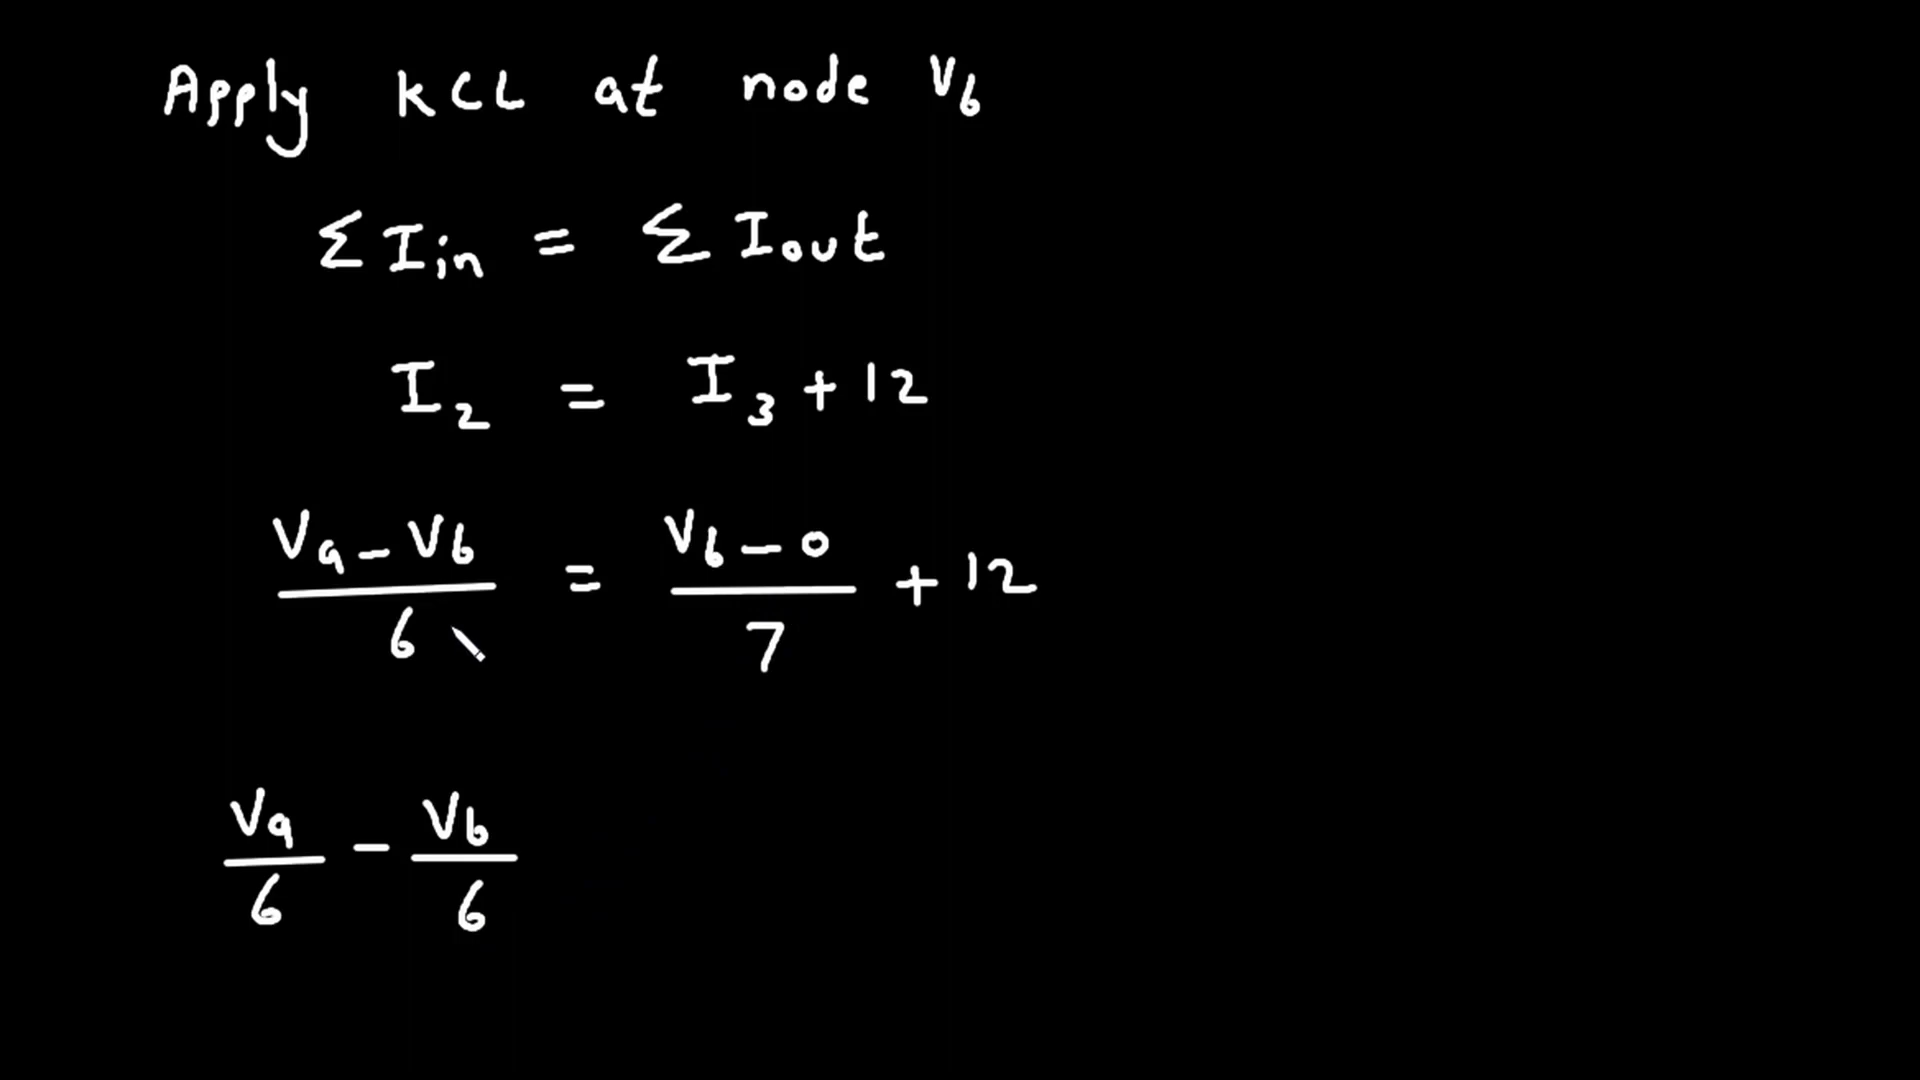 Apply kCL at node Vb
Σ Iin = Σ Iout
I2 = I3 + 12
(Va - Vb)/6 = (Vb - 0)/7 + 12
Va/6 - Vb/6